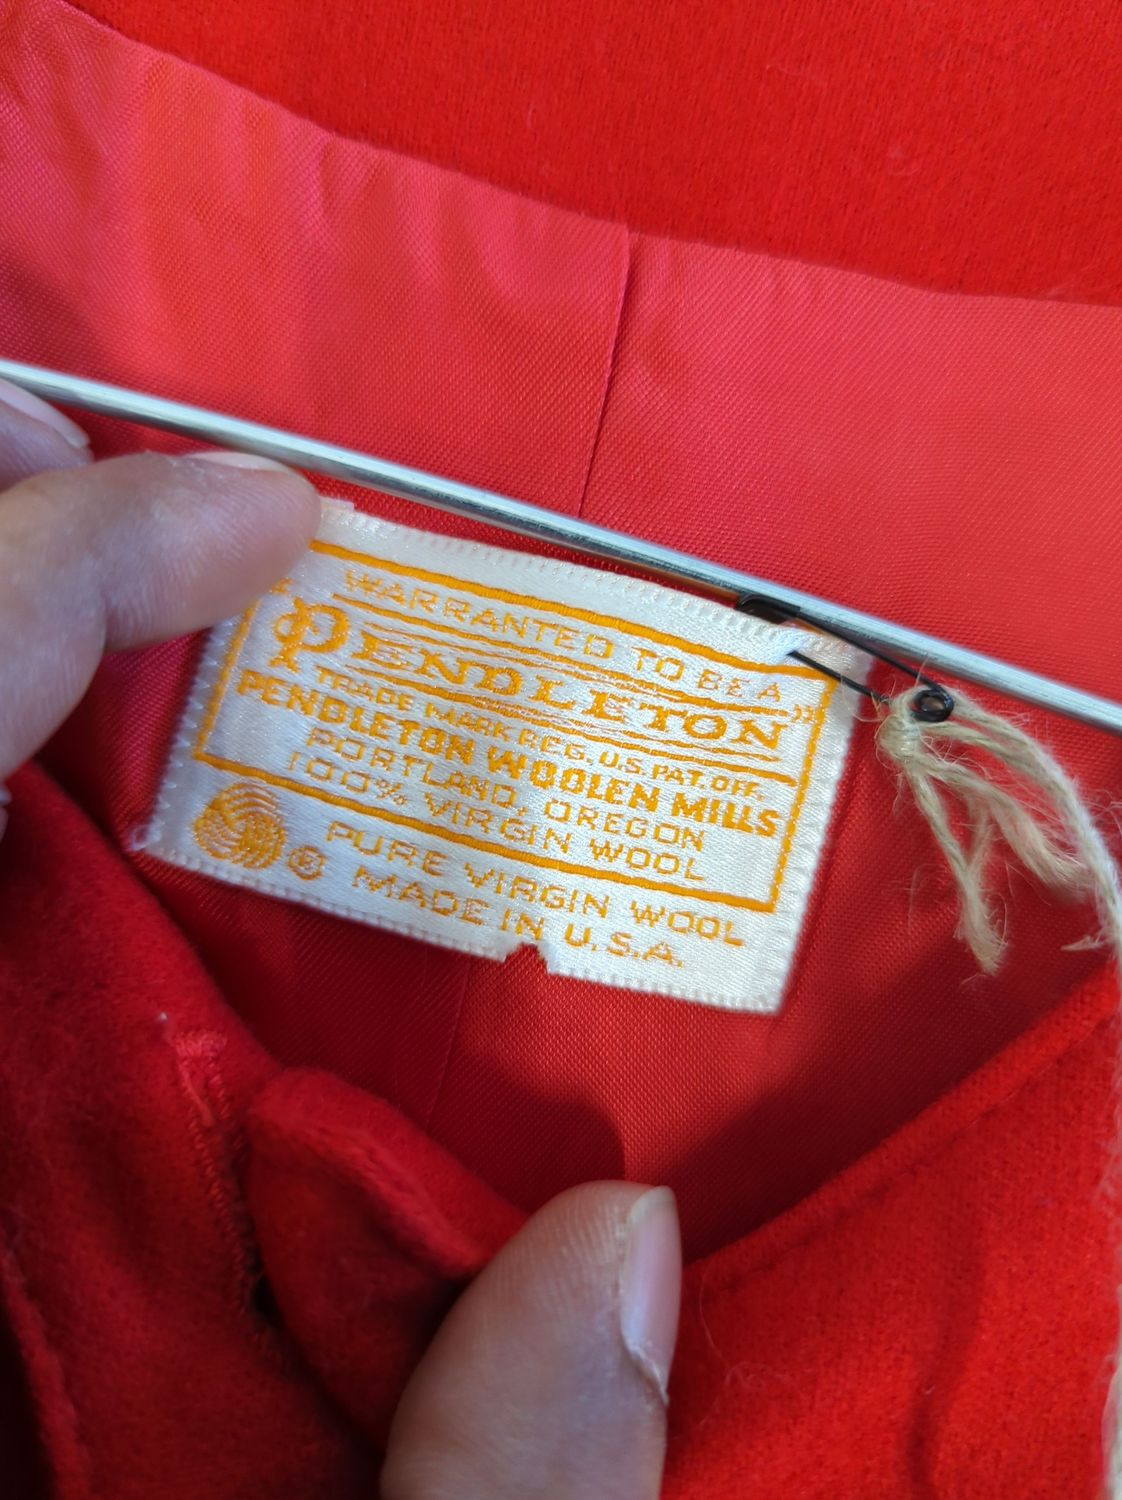 "WARRANTED TO BE A
PENDLETON"
TRADE MARK REG. U.S. PAT. OFF.
PENDLETON WOOLEN MILLS
PORTLAND, OREGON
100% VIRGIN WOOL
® PURE VIRGIN WOOL
MADE IN U.S.A.